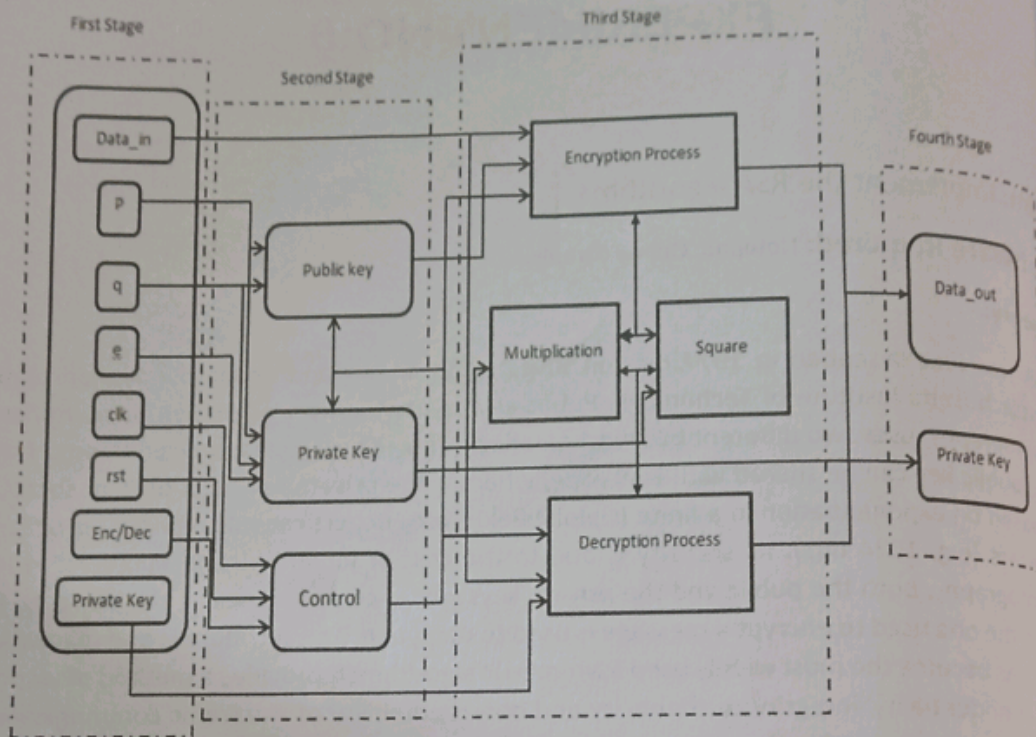 First Stage
Data_in
p
q
e
clk
rst
Enc/Dec
Private Key
Second Stage
Public key
Private Key
Control
Third Stage
Encryption Process
Multiplication
Square
Decryption Process
Fourth Stage
Data_out
Private Key